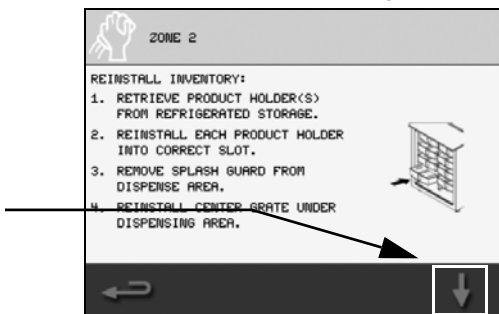 ZONE 2
REINSTALL INVENTORY:
1. RETRIEVE PRODUCT HOLDER(S)
FROM REFRIGERATED STORAGE.
2. REINSTALL EACH PRODUCT HOLDER
INTO CORRECT SLOT.
3. REMOVE SPLASH GUARD FROM
DISPENSE AREA.
4. REINSTALL CENTER GRATE UNDER
DISPENSING AREA.